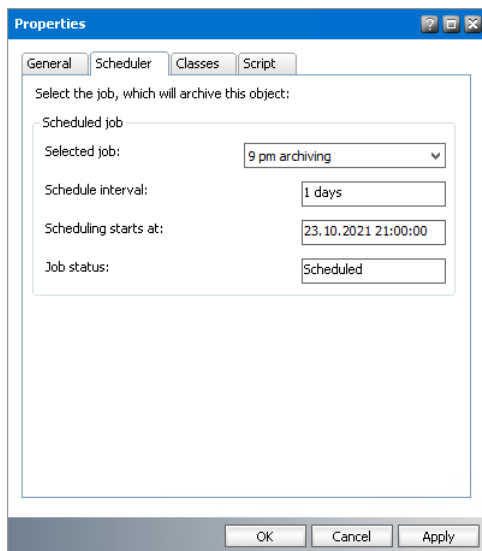 Properties
General Scheduler Classes Script
Select the job, which will archive this object:
Scheduled job
Selected job: 9 pm archiving
Schedule interval: 1 days
Scheduling starts at: 23.10.2021 21:00:00
Job status: Scheduled
OK Cancel Apply